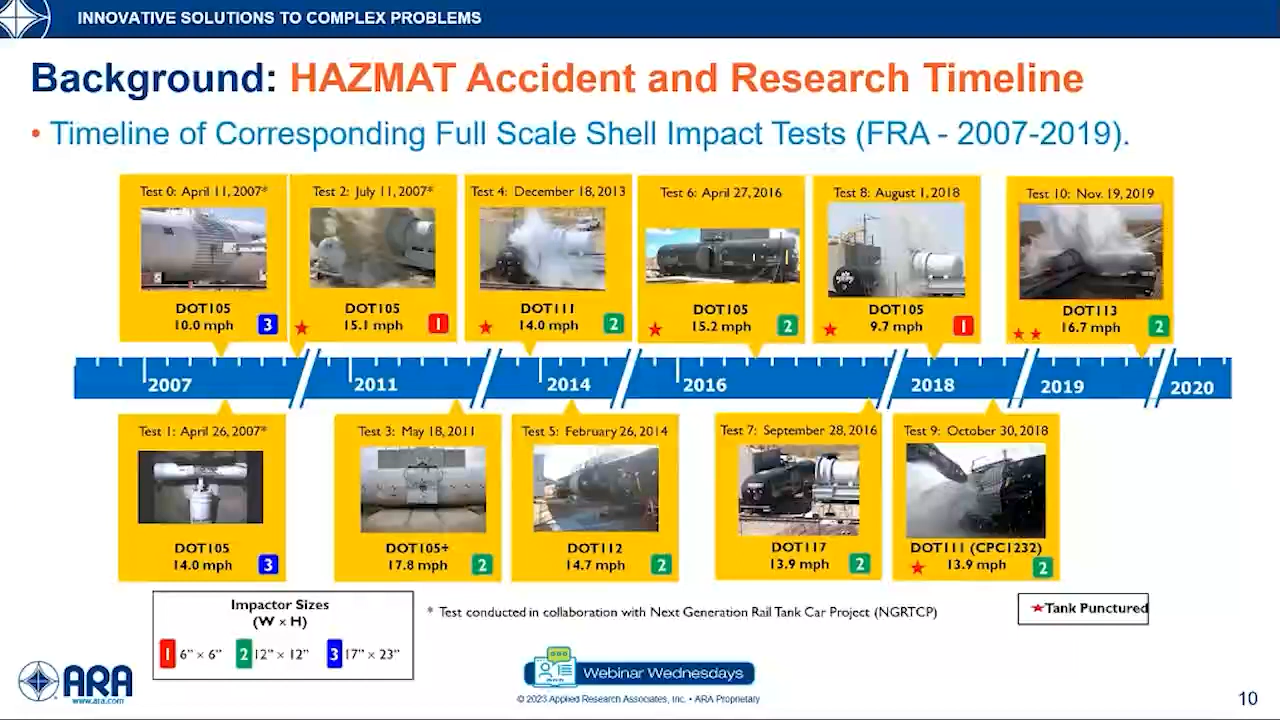 INNOVATIVE SOLUTIONS TO COMPLEX PROBLEMS
Background: HAZMAT Accident and Research Timeline
• Timeline of Corresponding Full Scale Shell Impact Tests (FRA - 2007-2019).
Test 0: April 11, 2007*
DOT105
10.0 mph 3
Test 2: July 11, 2007*
DOT105
15.1 mph 1
Test 4: December 18, 2013
DOT111
14.0 mph 2
Test 6: April 27, 2016
DOT105
15.2 mph 2
Test 8: August 1, 2018
DOT105
9.7 mph 1
Test 10: Nov. 19, 2019
DOT113
16.7 mph 2
2007 2011 2014 2016 2018 2019 2020
Test 1: April 26, 2007*
DOT105
14.0 mph 3
Test 3: May 18, 2011
DOT105+
17.8 mph 2
Test 5: February 26, 2014
DOT112
14.7 mph 2
Test 7: September 28, 2016
DOT117
13.9 mph 2
Test 9: October 30, 2018
DOT111 (CPC1232)
13.9 mph 2
Impactor Sizes
(W x H)
1 6" x 6" 2 12" x 12" 3 17" x 23"
* Test conducted in collaboration with Next Generation Rail Tank Car Project (NGRTCP)
Tank Punctured
ARA
www.ara.com
Webinar Wednesdays
© 2023 Applied Research Associates, Inc. • ARA Proprietary
10